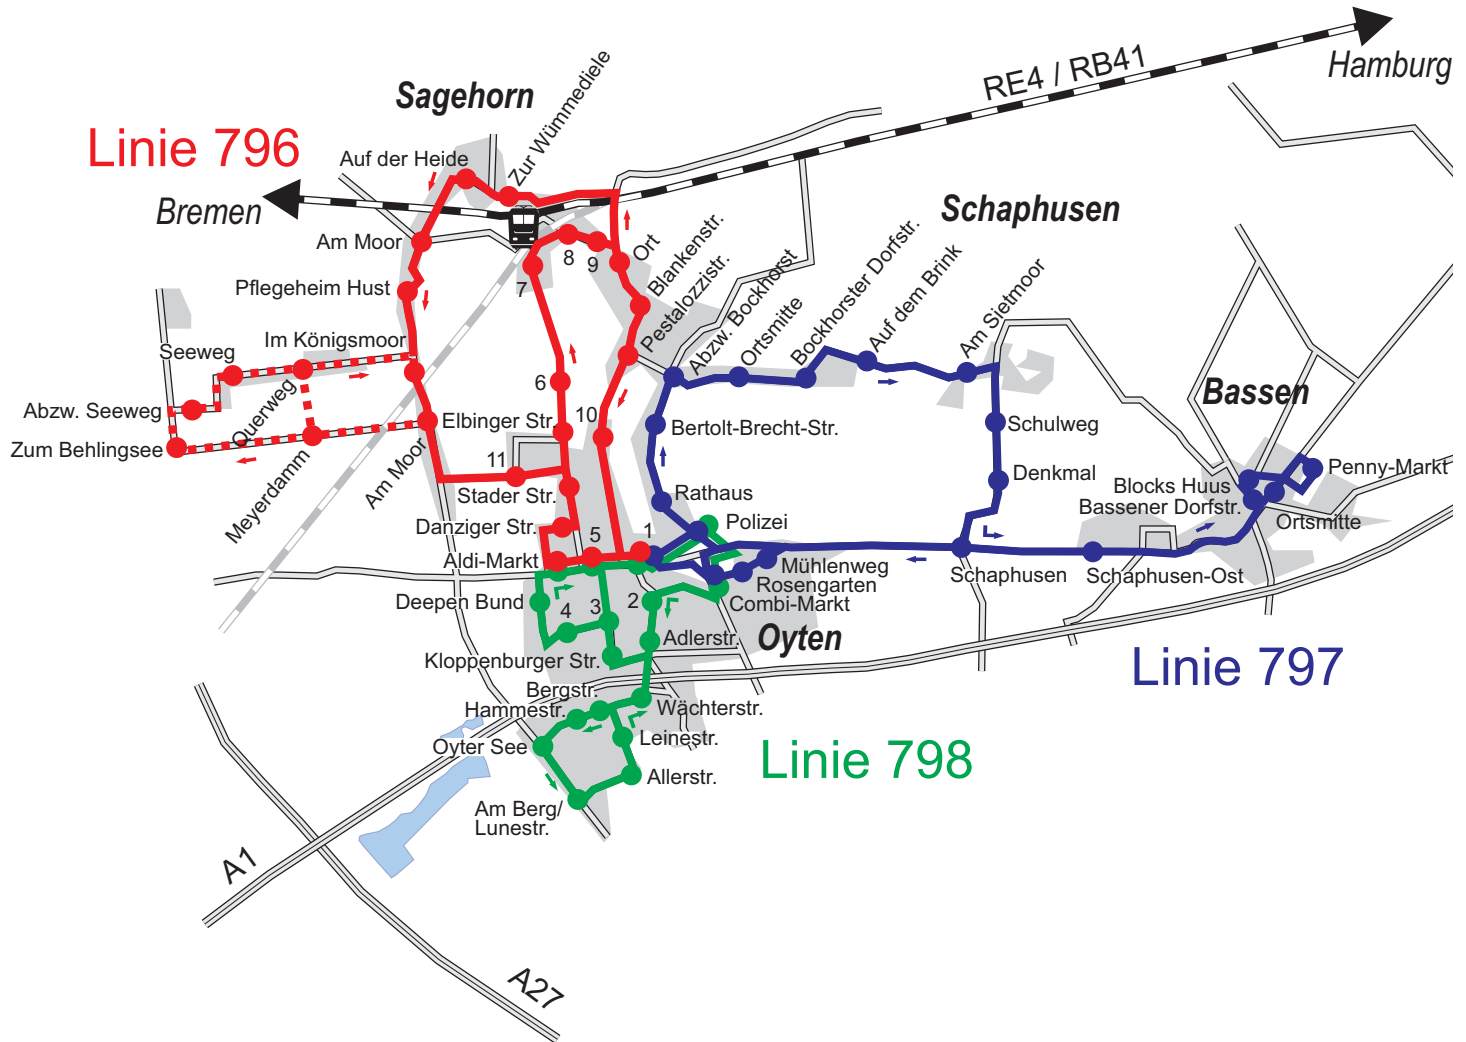 RE4 / RB41
Hamburg
Sagehorn
Zur Wümmediele
Linie 796
Auf der Heide
Bremen
Schaphusen
Am Moor
8
9
Ort
7
Blankenstr.
Pestalozzistr.
Abzw. Bockhorst
Ortsmitte
Bockhorster Dorfstr.
Auf dem Brink
Am Sietmoor
Pflegeheim Hust
Im Königsmoor
Seeweg
Bassen
6
Abzw. Seeweg
Querweg
Elbinger Str.
10
Bertolt-Brecht-Str.
Schulweg
Zum Behlingsee
Meyerdamm
Am Moor
11
Stader Str.
Denkmal
Penny-Markt
Blocks Huus
Bassener Dorfstr.
Ortsmitte
Rathaus
Danziger Str.
5
1
Polizei
Aldi-Markt
Mühlenweg
Rosengarten
Combi-Markt
Schaphusen
Schaphusen-Ost
Deepen Bund
4
3
2
Adlerstr.
Oyten
Kloppenburger Str.
Linie 797
Bergstr.
Hammestr.
Wächterstr.
Oyter See
Leinestr.
Linie 798
Allerstr.
Am Berg/
Lunestr.
A1
A27